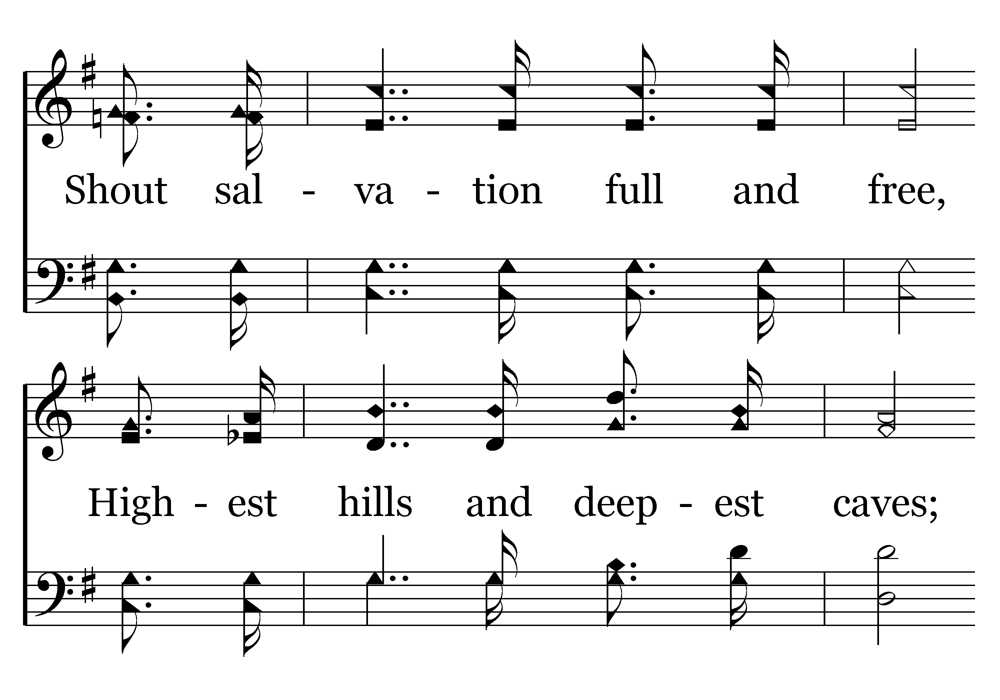 Shout sal - va - tion full and free,
High - est hills and deep - est caves;